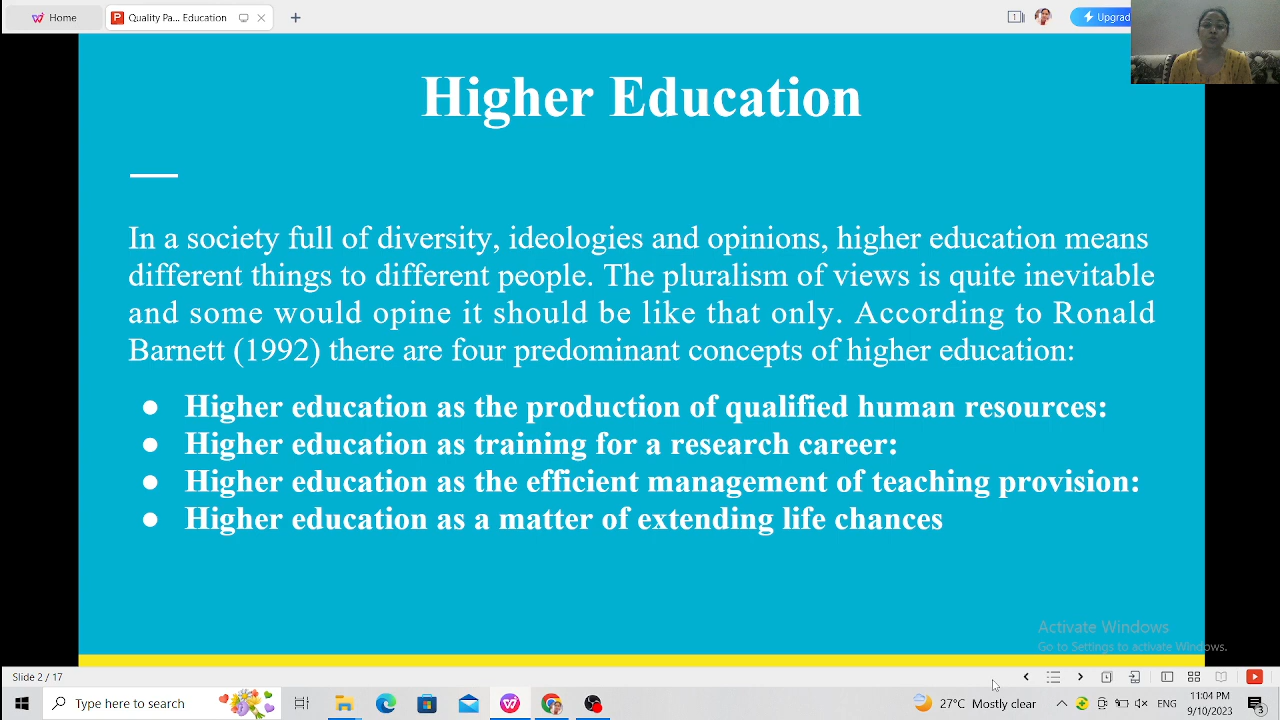 Home
Quality Pa... Education
Upgrad
Higher Education
In a society full of diversity, ideologies and opinions, higher education means
different things to different people. The pluralism of views is quite inevitable
and some would opine it should be like that only. According to Ronald
Barnett (1992) there are four predominant concepts of higher education:
● Higher education as the production of qualified human resources:
● Higher education as training for a research career:
● Higher education as the efficient management of teaching provision:
● Higher education as a matter of extending life chances
Activate Windows
Go to Settings to activate Windows.
Slide 2 / 17
Type here to search
27°C Mostly clear
ENG
11:04 PM
9/10/2023
3